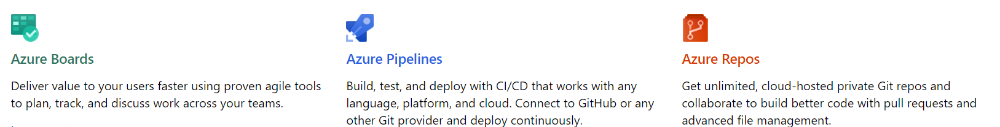 Azure Boards
Deliver value to your users faster using proven agile tools
to plan, track, and discuss work across your teams.
Azure Pipelines
Build, test, and deploy with CI/CD that works with any
language, platform, and cloud. Connect to GitHub or any
other Git provider and deploy continuously.
Azure Repos
Get unlimited, cloud-hosted private Git repos and
collaborate to build better code with pull requests and
advanced file management.